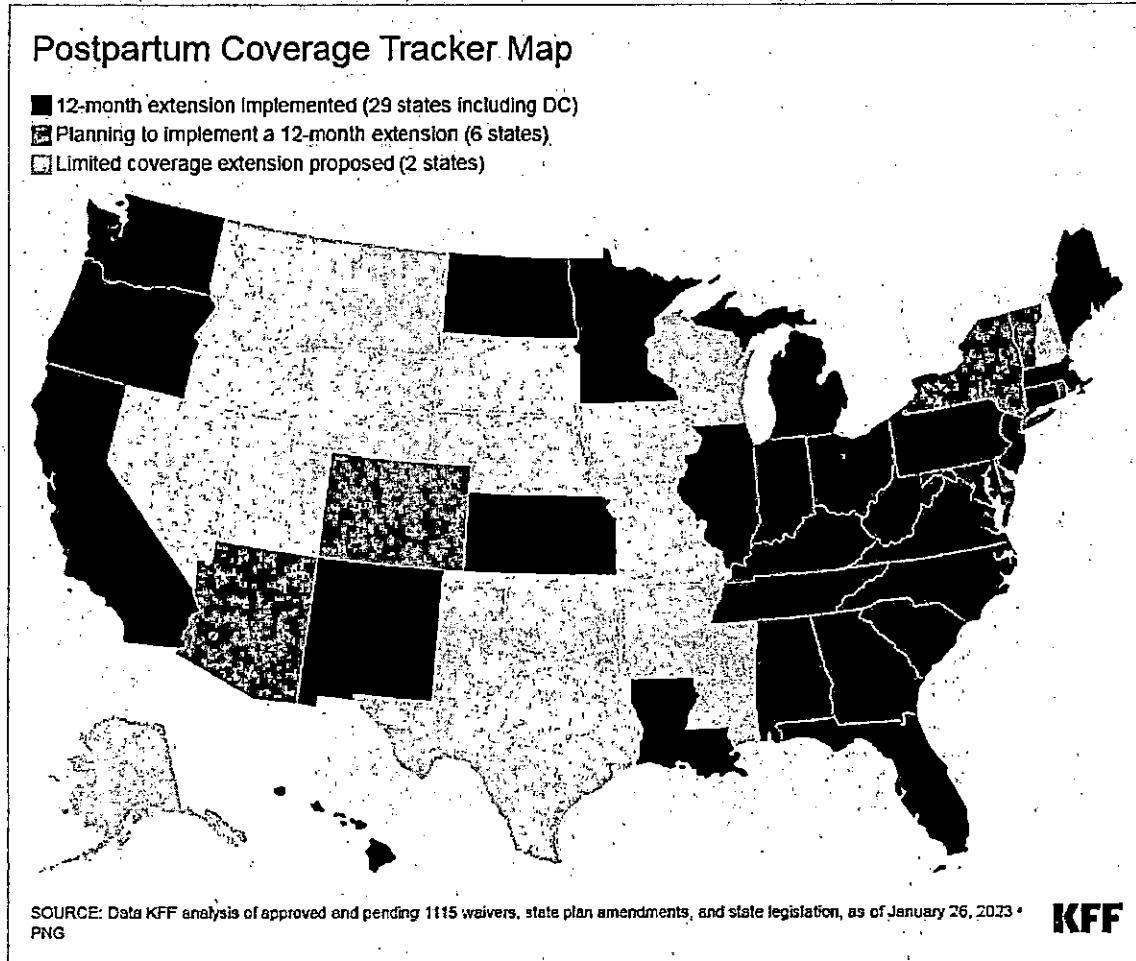 Postpartum Coverage Tracker Map
12-month extension implemented (29 states including DC)
Planning to implement a 12-month extension (6 states)
Limited coverage extension proposed (2 states)
SOURCE: Data KFF analysis of approved and pending 1115 waivers, state plan amendments, and state legislation, as of January 26, 2023 •
PNG
KFF